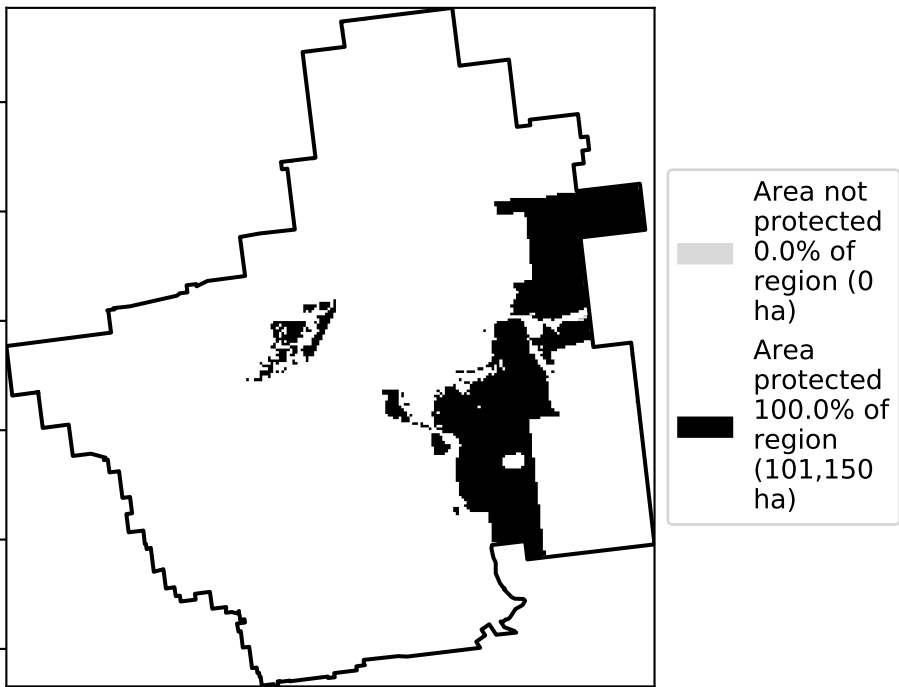 Area not
protected
0.0% of
region (0
ha)
Area
protected
100.0% of
region
(101,150
ha)